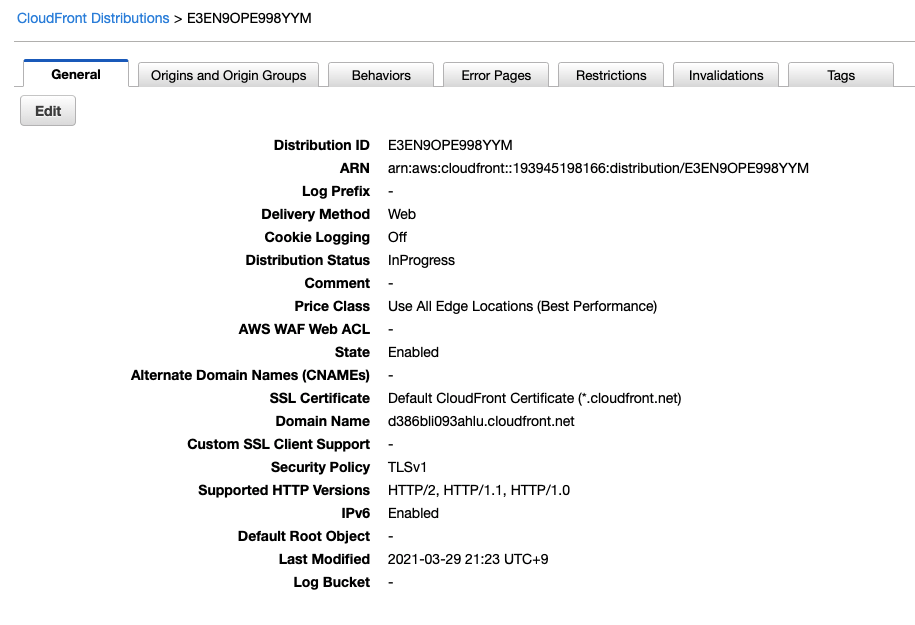 CloudFront Distributions > E3EN9OPE998YYM
General Origins and Origin Groups Behaviors Error Pages Restrictions Invalidations Tags
Edit
Distribution ID E3EN9OPE998YYM
ARN arn:aws:cloudfront::193945198166:distribution/E3EN9OPE998YYM
Log Prefix -
Delivery Method Web
Cookie Logging Off
Distribution Status InProgress
Comment -
Price Class Use All Edge Locations (Best Performance)
AWS WAF Web ACL -
State Enabled
Alternate Domain Names (CNAMEs) -
SSL Certificate Default CloudFront Certificate (*.cloudfront.net)
Domain Name d386bli093ahlu.cloudfront.net
Custom SSL Client Support -
Security Policy TLSv1
Supported HTTP Versions HTTP/2, HTTP/1.1, HTTP/1.0
IPv6 Enabled
Default Root Object -
Last Modified 2021-03-29 21:23 UTC+9
Log Bucket -